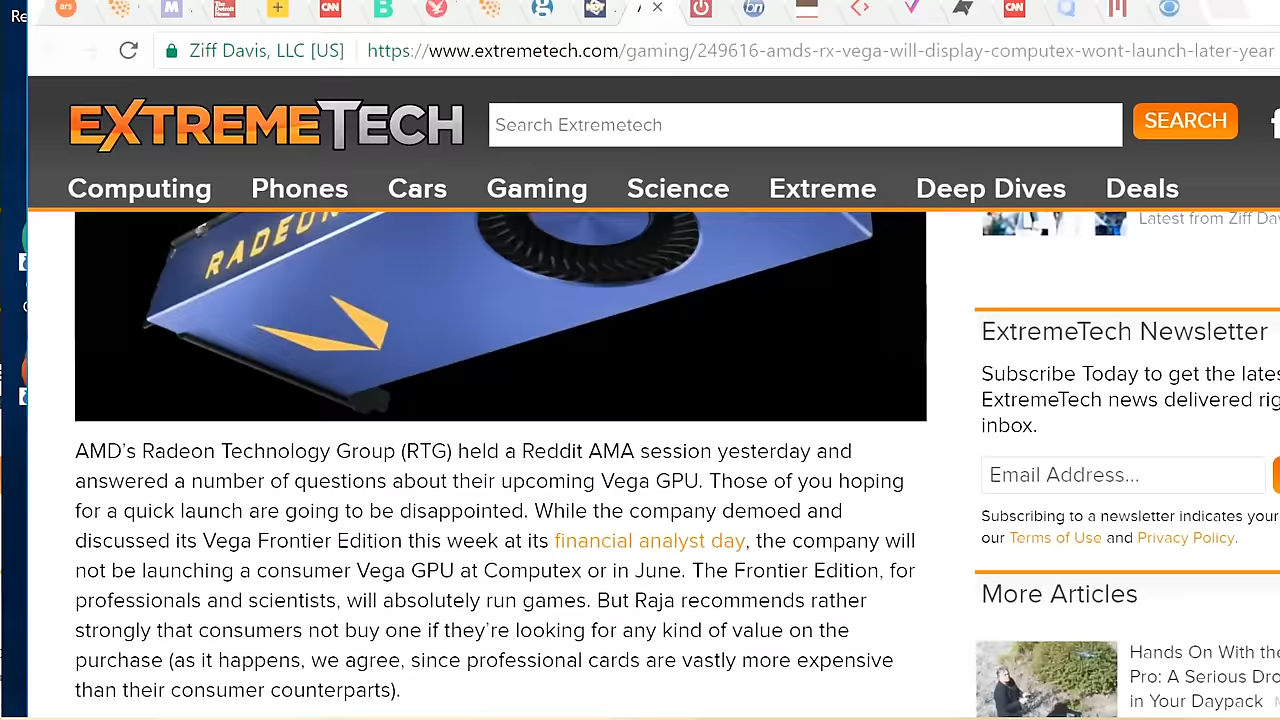 Re
ars
M
The Detroit News
CNN
B
bn
CNN
Ziff Davis, LLC [US]
https://www.extremetech.com/gaming/249616-amds-rx-vega-will-display-computex-wont-launch-later-year
EXTREMETECH
Search Extremetech
SEARCH
Computing
Phones
Cars
Gaming
Science
Extreme
Deep Dives
Deals
RADEON
AMD’s Radeon Technology Group (RTG) held a Reddit AMA session yesterday and
answered a number of questions about their upcoming Vega GPU. Those of you hoping
for a quick launch are going to be disappointed. While the company demoed and
discussed its Vega Frontier Edition this week at its financial analyst day, the company will
not be launching a consumer Vega GPU at Computex or in June. The Frontier Edition, for
professionals and scientists, will absolutely run games. But Raja recommends rather
strongly that consumers not buy one if they’re looking for any kind of value on the
purchase (as it happens, we agree, since professional cards are vastly more expensive
than their consumer counterparts).
Latest from Ziff Dav
ExtremeTech Newsletter
Subscribe Today to get the lates
ExtremeTech news delivered rig
inbox.
Email Address...
Subscribing to a newsletter indicates your
our Terms of Use and Privacy Policy.
More Articles
Hands On With the
Pro: A Serious Dro
in Your Daypack